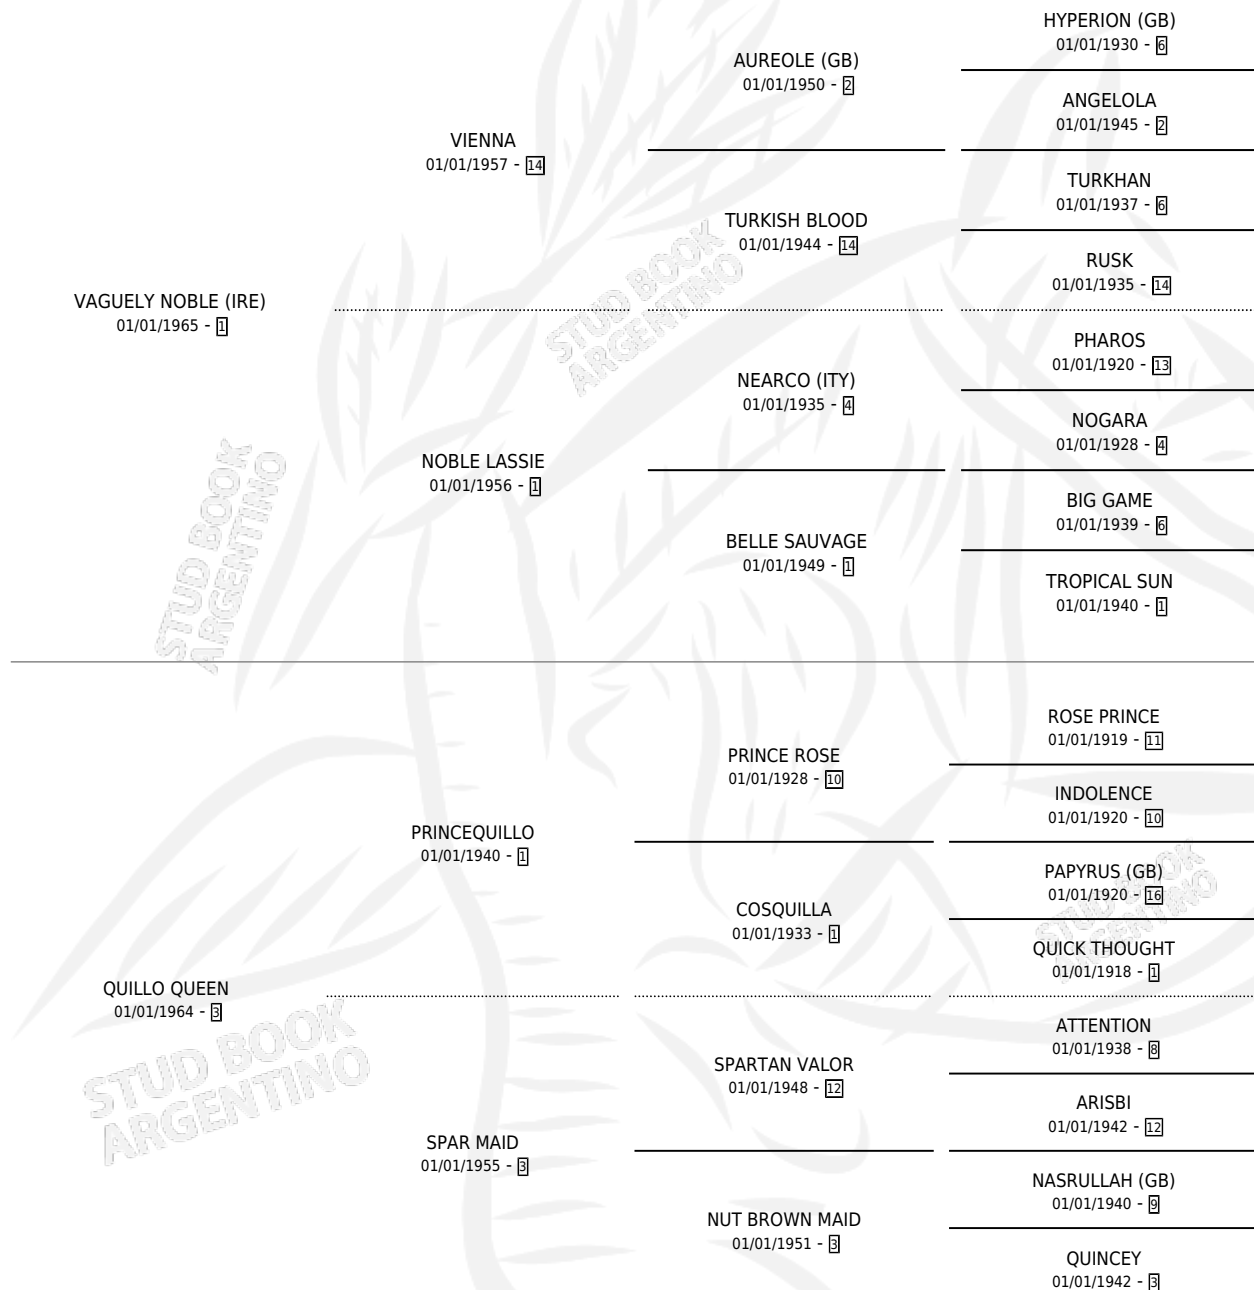 HYPERION (GB)
01/01/1930 - 6
AUREOLE (GB)
01/01/1950 - 2
ANGELOLA
01/01/1945 - 2
VIENNA
01/01/1957 - 14
TURKHAN
01/01/1937 - 6
TURKISH BLOOD
01/01/1944 - 14
RUSK
01/01/1935 - 14
VAGUELY NOBLE (IRE)
01/01/1965 - 1
STUD BOOK
ARGENTINO
PHAROS
01/01/1920 - 13
NEARCO (ITY)
01/01/1935 - 4
NOGARA
01/01/1928 - 4
NOBLE LASSIE
01/01/1956 - 1
BIG GAME
01/01/1939 - 6
BELLE SAUVAGE
01/01/1949 - 1
TROPICAL SUN
01/01/1940 - 1
STUD BOOK
ARGENTINO
ROSE PRINCE
01/01/1919 - 11
PRINCE ROSE
01/01/1928 - 10
INDOLENCE
01/01/1920 - 10
PRINCEQUILLO
01/01/1940 - 1
PAPYRUS (GB)
01/01/1920 - 16
COSQUILLA
01/01/1933 - 1
QUICK THOUGHT
01/01/1918 - 1
STUD BOOK
ARGENTINO
QUILLO QUEEN
01/01/1964 - 3
ATTENTION
01/01/1938 - 8
SPARTAN VALOR
01/01/1948 - 12
ARISBI
01/01/1942 - 12
STUD BOOK
ARGENTINO
SPAR MAID
01/01/1955 - 3
NASRULLAH (GB)
01/01/1940 - 9
NUT BROWN MAID
01/01/1951 - 3
QUINCEY
01/01/1942 - 3